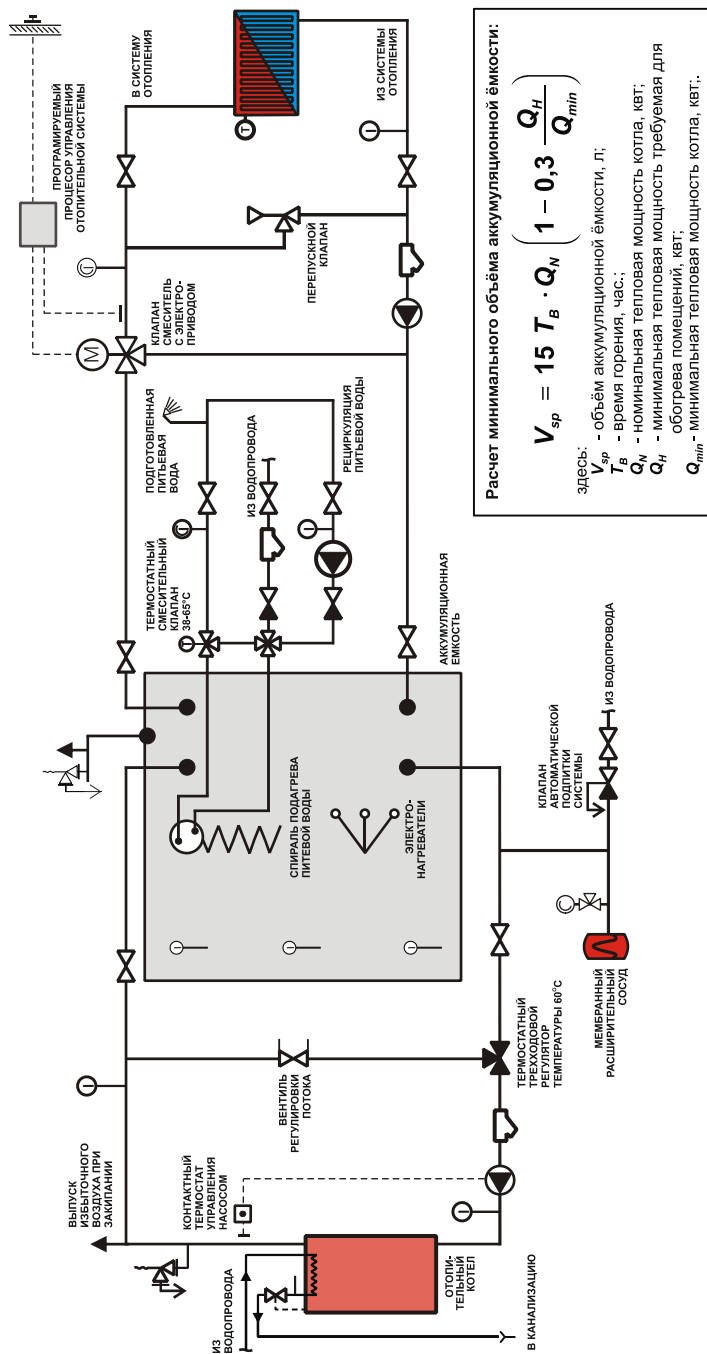 ПРОГРАМИРУЕМЫЙ
ПРОЦЕСОР УПРАВЛЕНИЯ
ОТОПИТЕЛЬНОЙ СИСТЕМЫ
В СИСТЕМУ
ОТОПЛЕНИЯ
ИЗ СИСТЕМЫ
ОТОПЛЕНИЯ
T
I
ПЕРЕПУСКНОЙ
КЛАПАН
C
M
КЛАПАН
СМЕСИТЕЛЬ
С ЭЛЕКТРО-
ПРИВОДОМ
ПОДГОТОВЛЕННАЯ
ПИТЬЕВАЯ
ВОДА
ИЗ ВОДОПРОВОДА
РЕЦИРКУЛЯЦИЯ
ПИТЬЕВОЙ ВОДЫ
ТЕРМОСТАТНЫЙ
СМЕСИТЕЛЬНЫЙ
КЛАПАН
38-65°C
АККУМУЛЯЦИОННАЯ
ЕМКОСТЬ
СПИРАЛЬ ПОДАГРЕВА
ПИТЕВОЙ ВОДЫ
ЭЛЕКТРО-
НАГРЕВАТЕЛИ
КЛАПАН
АВТОМАТИЧЕСКОЙ
ПОДПИТКИ
СИСТЕМЫ
ИЗ ВОДОПРОВОДА
МЕМБРАННЫЙ
РАСШИРИТЕЛЬНЫЙ
СОСУД
ТЕРМОСТАТНЫЙ
ТРЕХХОДОВОЙ
РЕГУЛЯТОР
ТЕМПЕРАТУРЫ 60°C
ВЕНТИЛЬ
РЕГУЛИРОВКИ
ПОТОКА
ВЫПУСК
ИЗБЫТОЧНОГО
ВОЗДУХА ПРИ
ЗАКИПАНИИ
КОНТАКТНЫЙ
ТЕРМОСТАТ
УПРАВЛЕНИЯ
НАСОСОМ
ИЗ
ВОДОПРОВОДА
ОТОПИ-
ТЕЛЬНЫЙ
КОТЕЛ
В КАНАЛИЗАЦИЮ
Расчет минимального объёма аккумуляционной ёмкости:
V_sp = 15 T_B · Q_N (1 − 0,3 Q_H / Q_min)
здесь:
V_sp - объём аккумуляционной ёмкости, л;
T_B - время горения, час.;
Q_N - номинальная тепловая мощность котла, квт;
Q_H - минимальная тепловая мощность требуемая для
обогрева помещений, квт;
Q_min - минимальная тепловая мощность котла, квт;.